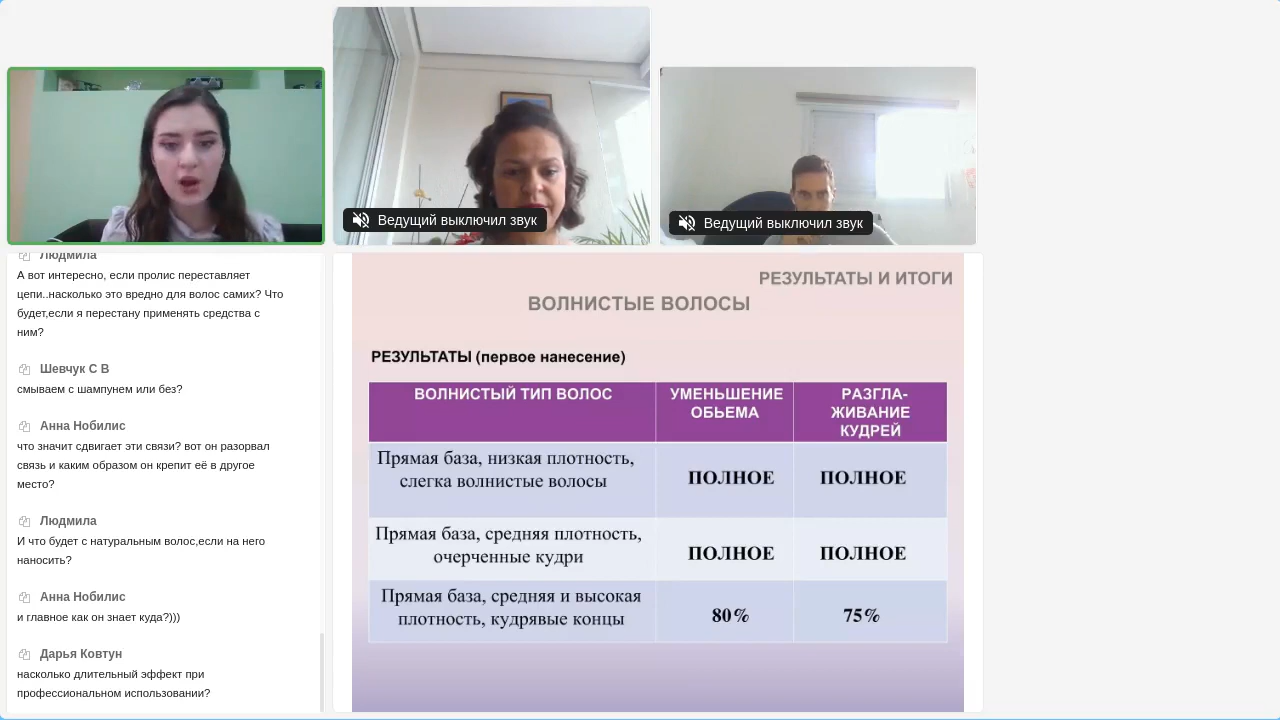 Ведущий выключил звук
Ведущий выключил звук
Людмила
А вот интересно, если пролис переставляет
цепи..насколько это вредно для волос самих? Что
будет,если я перестану применять средства с
ним?
Шевчук С В
смываем с шампунем или без?
Анна Нобилис
что значит сдвигает эти связи? вот он разорвал
связь и каким образом он крепит её в другое
место?
Людмила
И что будет с натуральным волос,если на него
наносить?
Анна Нобилис
и главное как он знает куда?)))
Дарья Ковтун
насколько длительный эффект при
профессиональном использовании?
РЕЗУЛЬТАТЫ И ИТОГИ
ВОЛНИСТЫЕ ВОЛОСЫ
РЕЗУЛЬТАТЫ (первое нанесение)
ВОЛНИСТЫЙ ТИП ВОЛОС
УМЕНЬШЕНИЕ
ОБЬЕМА
РАЗГЛА-
ЖИВАНИЕ
КУДРЕЙ
Прямая база, низкая плотность,
слегка волнистые волосы
ПОЛНОЕ
ПОЛНОЕ
Прямая база, средняя плотность,
очерченные кудри
ПОЛНОЕ
ПОЛНОЕ
Прямая база, средняя и высокая
плотность, кудрявые концы
80%
75%